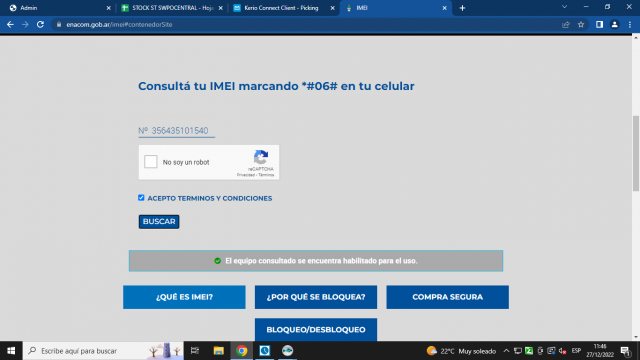 Admin
STOCK ST SWPOCENTRAL - Hoja
Kerio Connect Client - Picking
IMEI
enacom.gob.ar/imei#contenedorSite
Consultá tu IMEI marcando *#06# en tu celular
Nº 356435101540
No soy un robot
reCAPTCHA
Privacidad - Términos
ACEPTO TERMINOS Y CONDICIONES
BUSCAR
El equipo consultado se encuentra habilitado para el uso.
¿QUÉ ES IMEI?
¿POR QUÉ SE BLOQUEA?
COMPRA SEGURA
BLOQUEO/DESBLOQUEO
Escribe aquí para buscar
22°C Muy soleado
ESP
11:46
27/12/2022